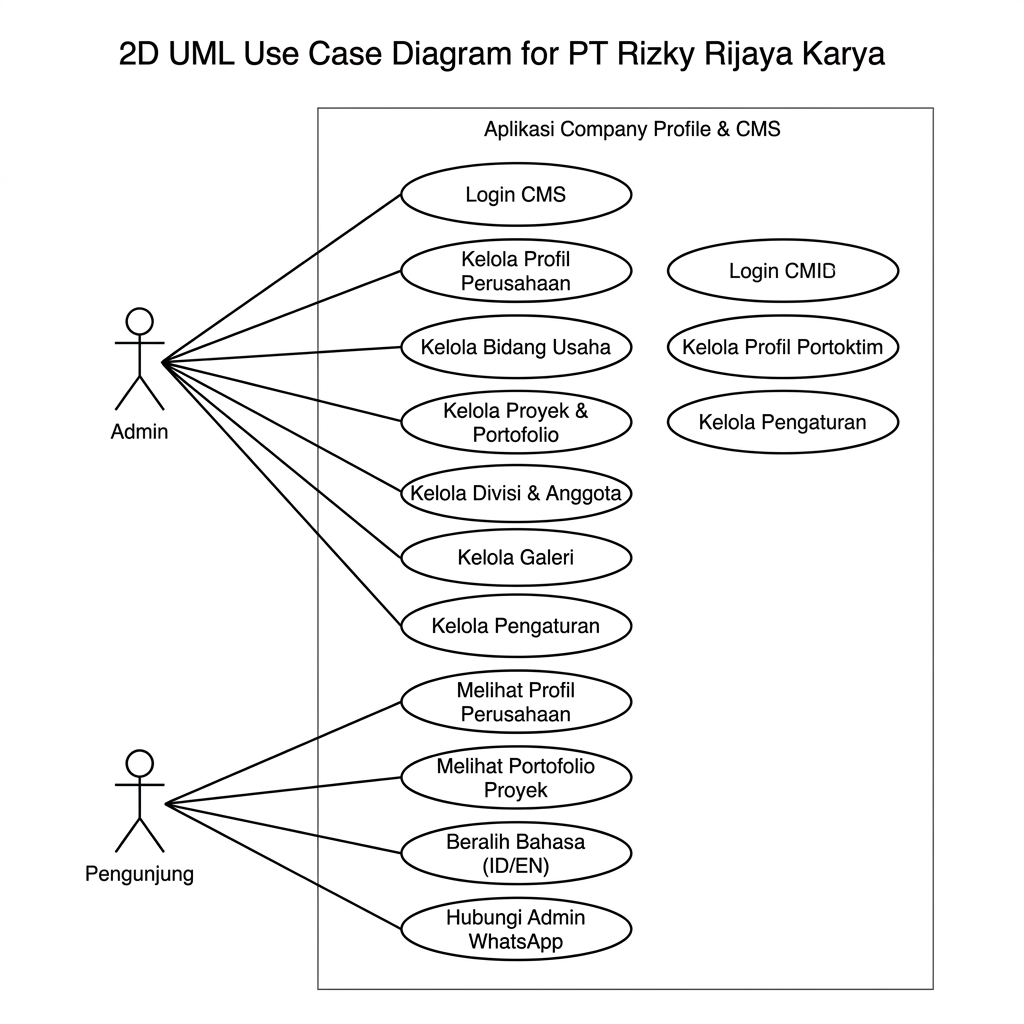 2D UML Use Case Diagram for PT Rizky Rijaya Karya
Aplikasi Company Profile & CMS
Login CMS
Kelola Profil
Perusahaan
Login CMID
Kelola Bidang Usaha
Kelola Profil Portoktim
Kelola Proyek &
Portofolio
Kelola Pengaturan
Admin
Kelola Divisi & Anggota
Kelola Galeri
Kelola Pengaturan
Melihat Profil
Perusahaan
Melihat Portofolio
Proyek
Pengunjung
Beralih Bahasa
(ID/EN)
Hubungi Admin
WhatsApp